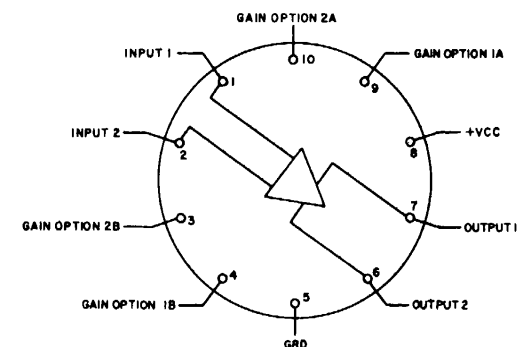 GAIN OPTION 2A
INPUT 1
GAIN OPTION 1A
10
1
9
INPUT 2
+VCC
2
8
3
7
GAIN OPTION 2B
OUTPUT 1
4
6
GAIN OPTION 1B
5
OUTPUT 2
GRD